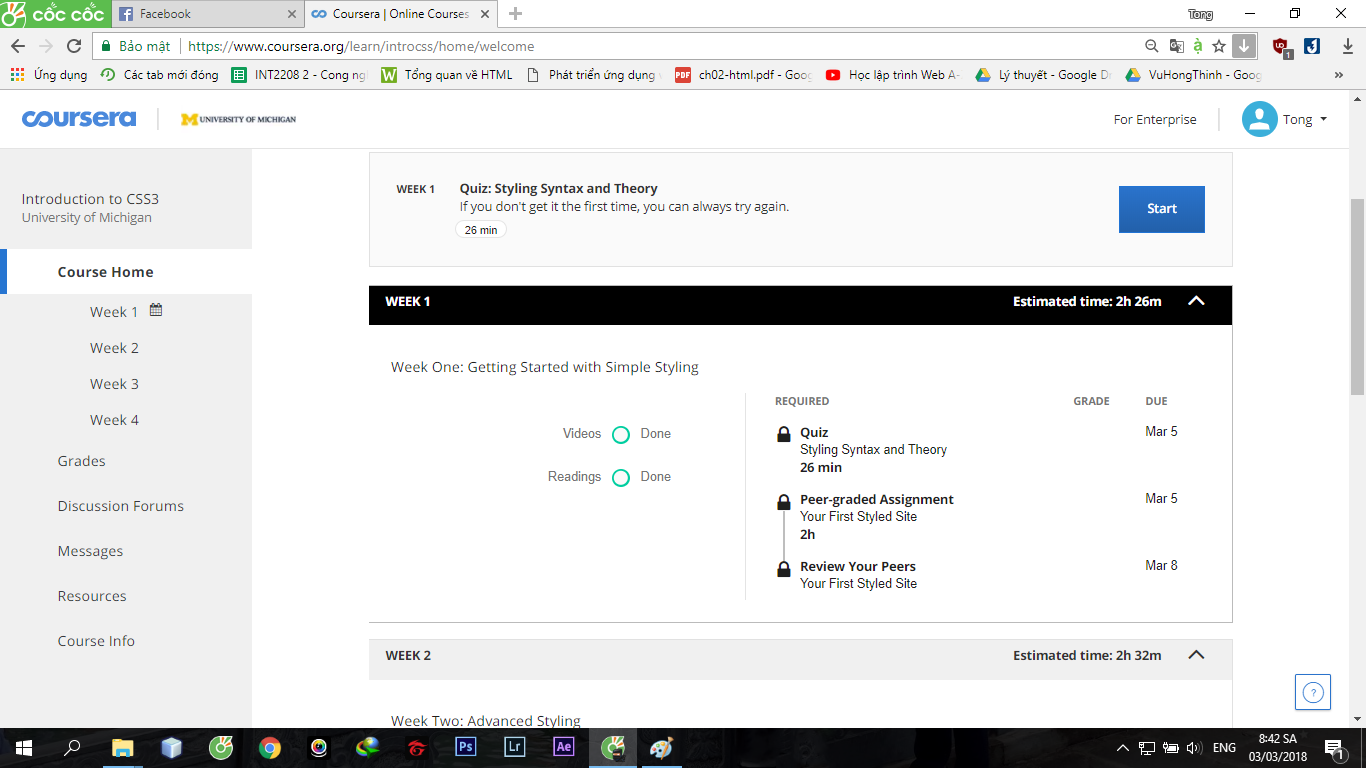 cốc cốc
Facebook
Coursera | Online Courses
Tong
Bảo mật
https://www.coursera.org/learn/introcss/home/welcome
Ứng dụng
Các tab mới đóng
INT2208 2 - Cong ng
Tổng quan về HTML
Phát triển ứng dụng
PDF
ch02-html.pdf - Goog
Học lập trình Web A-
Lý thuyết - Google Dr
VuHongThinh - Goog
coursera
M UNIVERSITY OF MICHIGAN
For Enterprise
Tong
Introduction to CSS3
University of Michigan
Course Home
Week 1
Week 2
Week 3
Week 4
Grades
Discussion Forums
Messages
Resources
Course Info
WEEK 1
Quiz: Styling Syntax and Theory
If you don't get it the first time, you can always try again.
26 min
Start
WEEK 1
Estimated time: 2h 26m
Week One: Getting Started with Simple Styling
Videos
Done
Readings
Done
REQUIRED
GRADE
DUE
Quiz
Mar 5
Styling Syntax and Theory
26 min
Peer-graded Assignment
Mar 5
Your First Styled Site
2h
Review Your Peers
Mar 8
Your First Styled Site
WEEK 2
Estimated time: 2h 32m
Week Two: Advanced Styling
?
Ps
Lr
Ae
ENG
8:42 SA
03/03/2018
1